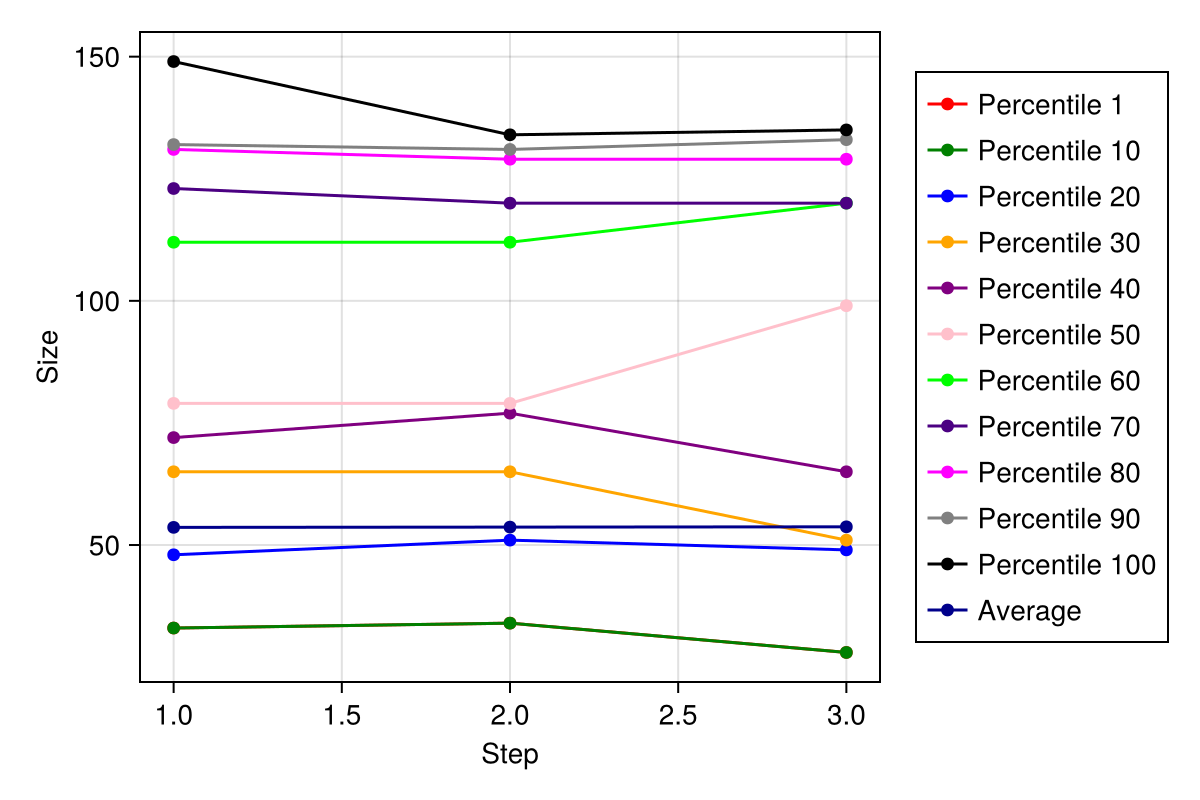 150
100
50
Size
1.0
1.5
2.0
2.5
3.0
Step
Percentile 1
Percentile 10
Percentile 20
Percentile 30
Percentile 40
Percentile 50
Percentile 60
Percentile 70
Percentile 80
Percentile 90
Percentile 100
Average